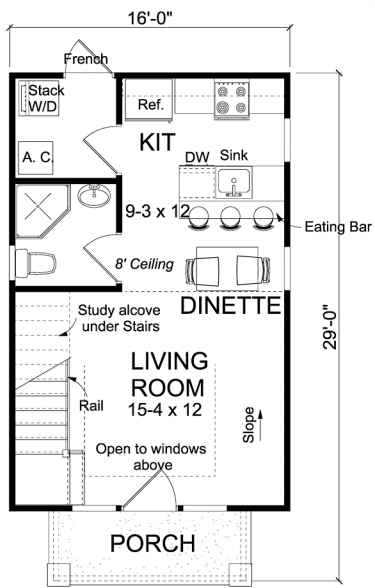 16'-0"
French
Stack
W/D
Ref.
KIT
A. C.
DW
Sink
9-3 x 12
Eating Bar
8' Ceiling
DINETTE
Study alcove
under Stairs
29'-0"
LIVING
ROOM
15-4 x 12
Rail
Slope
Open to windows
above
PORCH